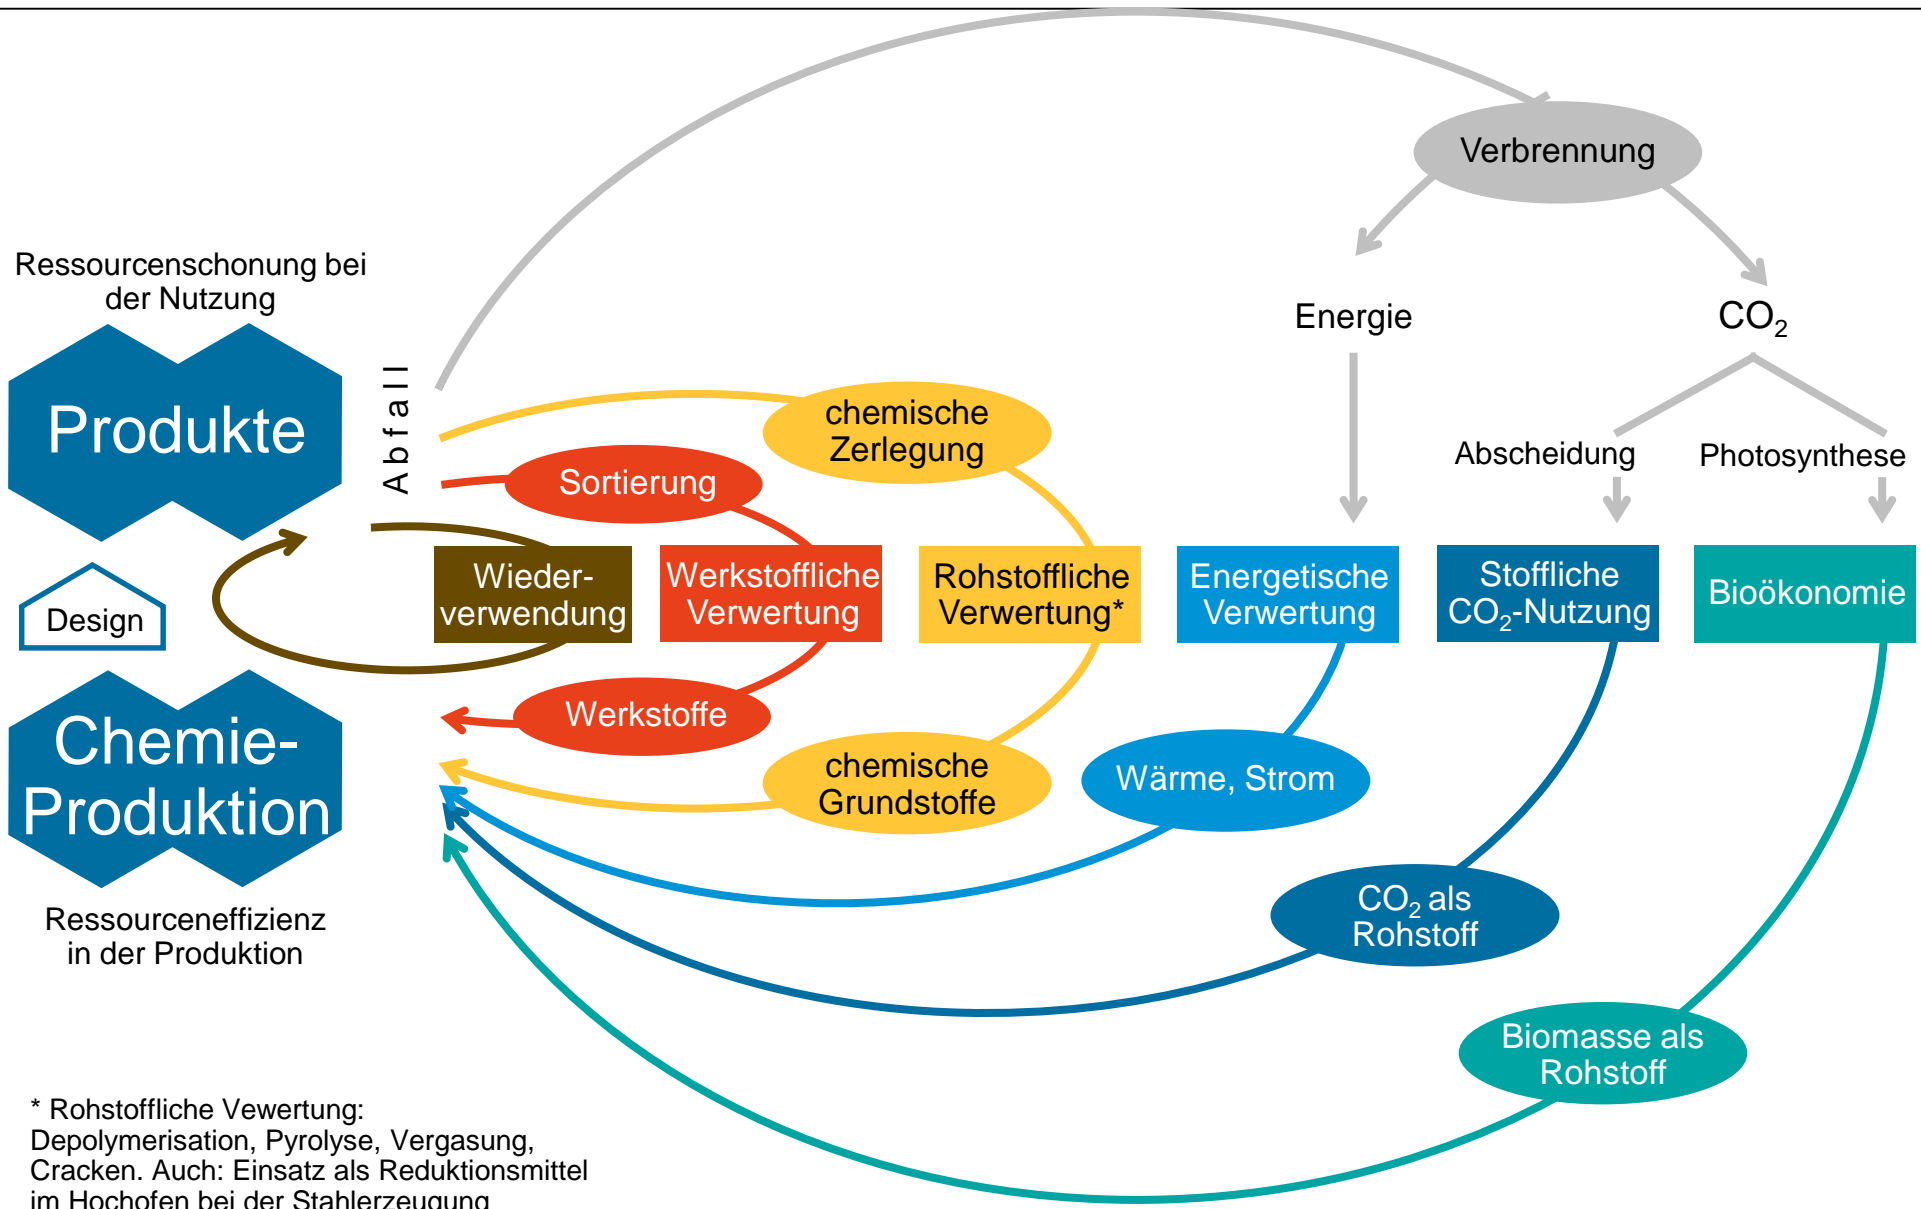 Verbrennung
Ressourcenschonung bei
der Nutzung
Energie
CO₂
Produkte
Abfall
chemische
Zerlegung
Sortierung
Abscheidung
Photosynthese
Design
Wieder-
verwendung
Werkstoffliche
Verwertung
Rohstoffliche
Verwertung*
Energetische
Verwertung
Stoffliche
CO₂-Nutzung
Bioökonomie
Chemie-
Produktion
Werkstoffe
chemische
Grundstoffe
Wärme, Strom
Ressourceneffizienz
in der Produktion
CO₂ als
Rohstoff
Biomasse als
Rohstoff
* Rohstoffliche Vewertung:
Depolymerisation, Pyrolyse, Vergasung,
Cracken. Auch: Einsatz als Reduktionsmittel
im Hochofen bei der Stahlerzeugung